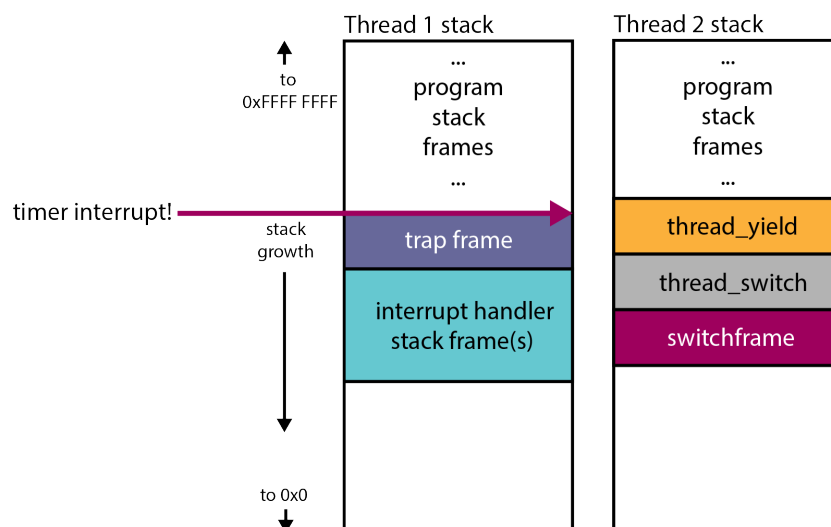 Thread 1 stack
Thread 2 stack
to
0xFFFF FFFF
...
program
stack
frames
...
...
program
stack
frames
...
timer interrupt!
stack
growth
trap frame
interrupt handler
stack frame(s)
thread_yield
thread_switch
switchframe
to 0x0